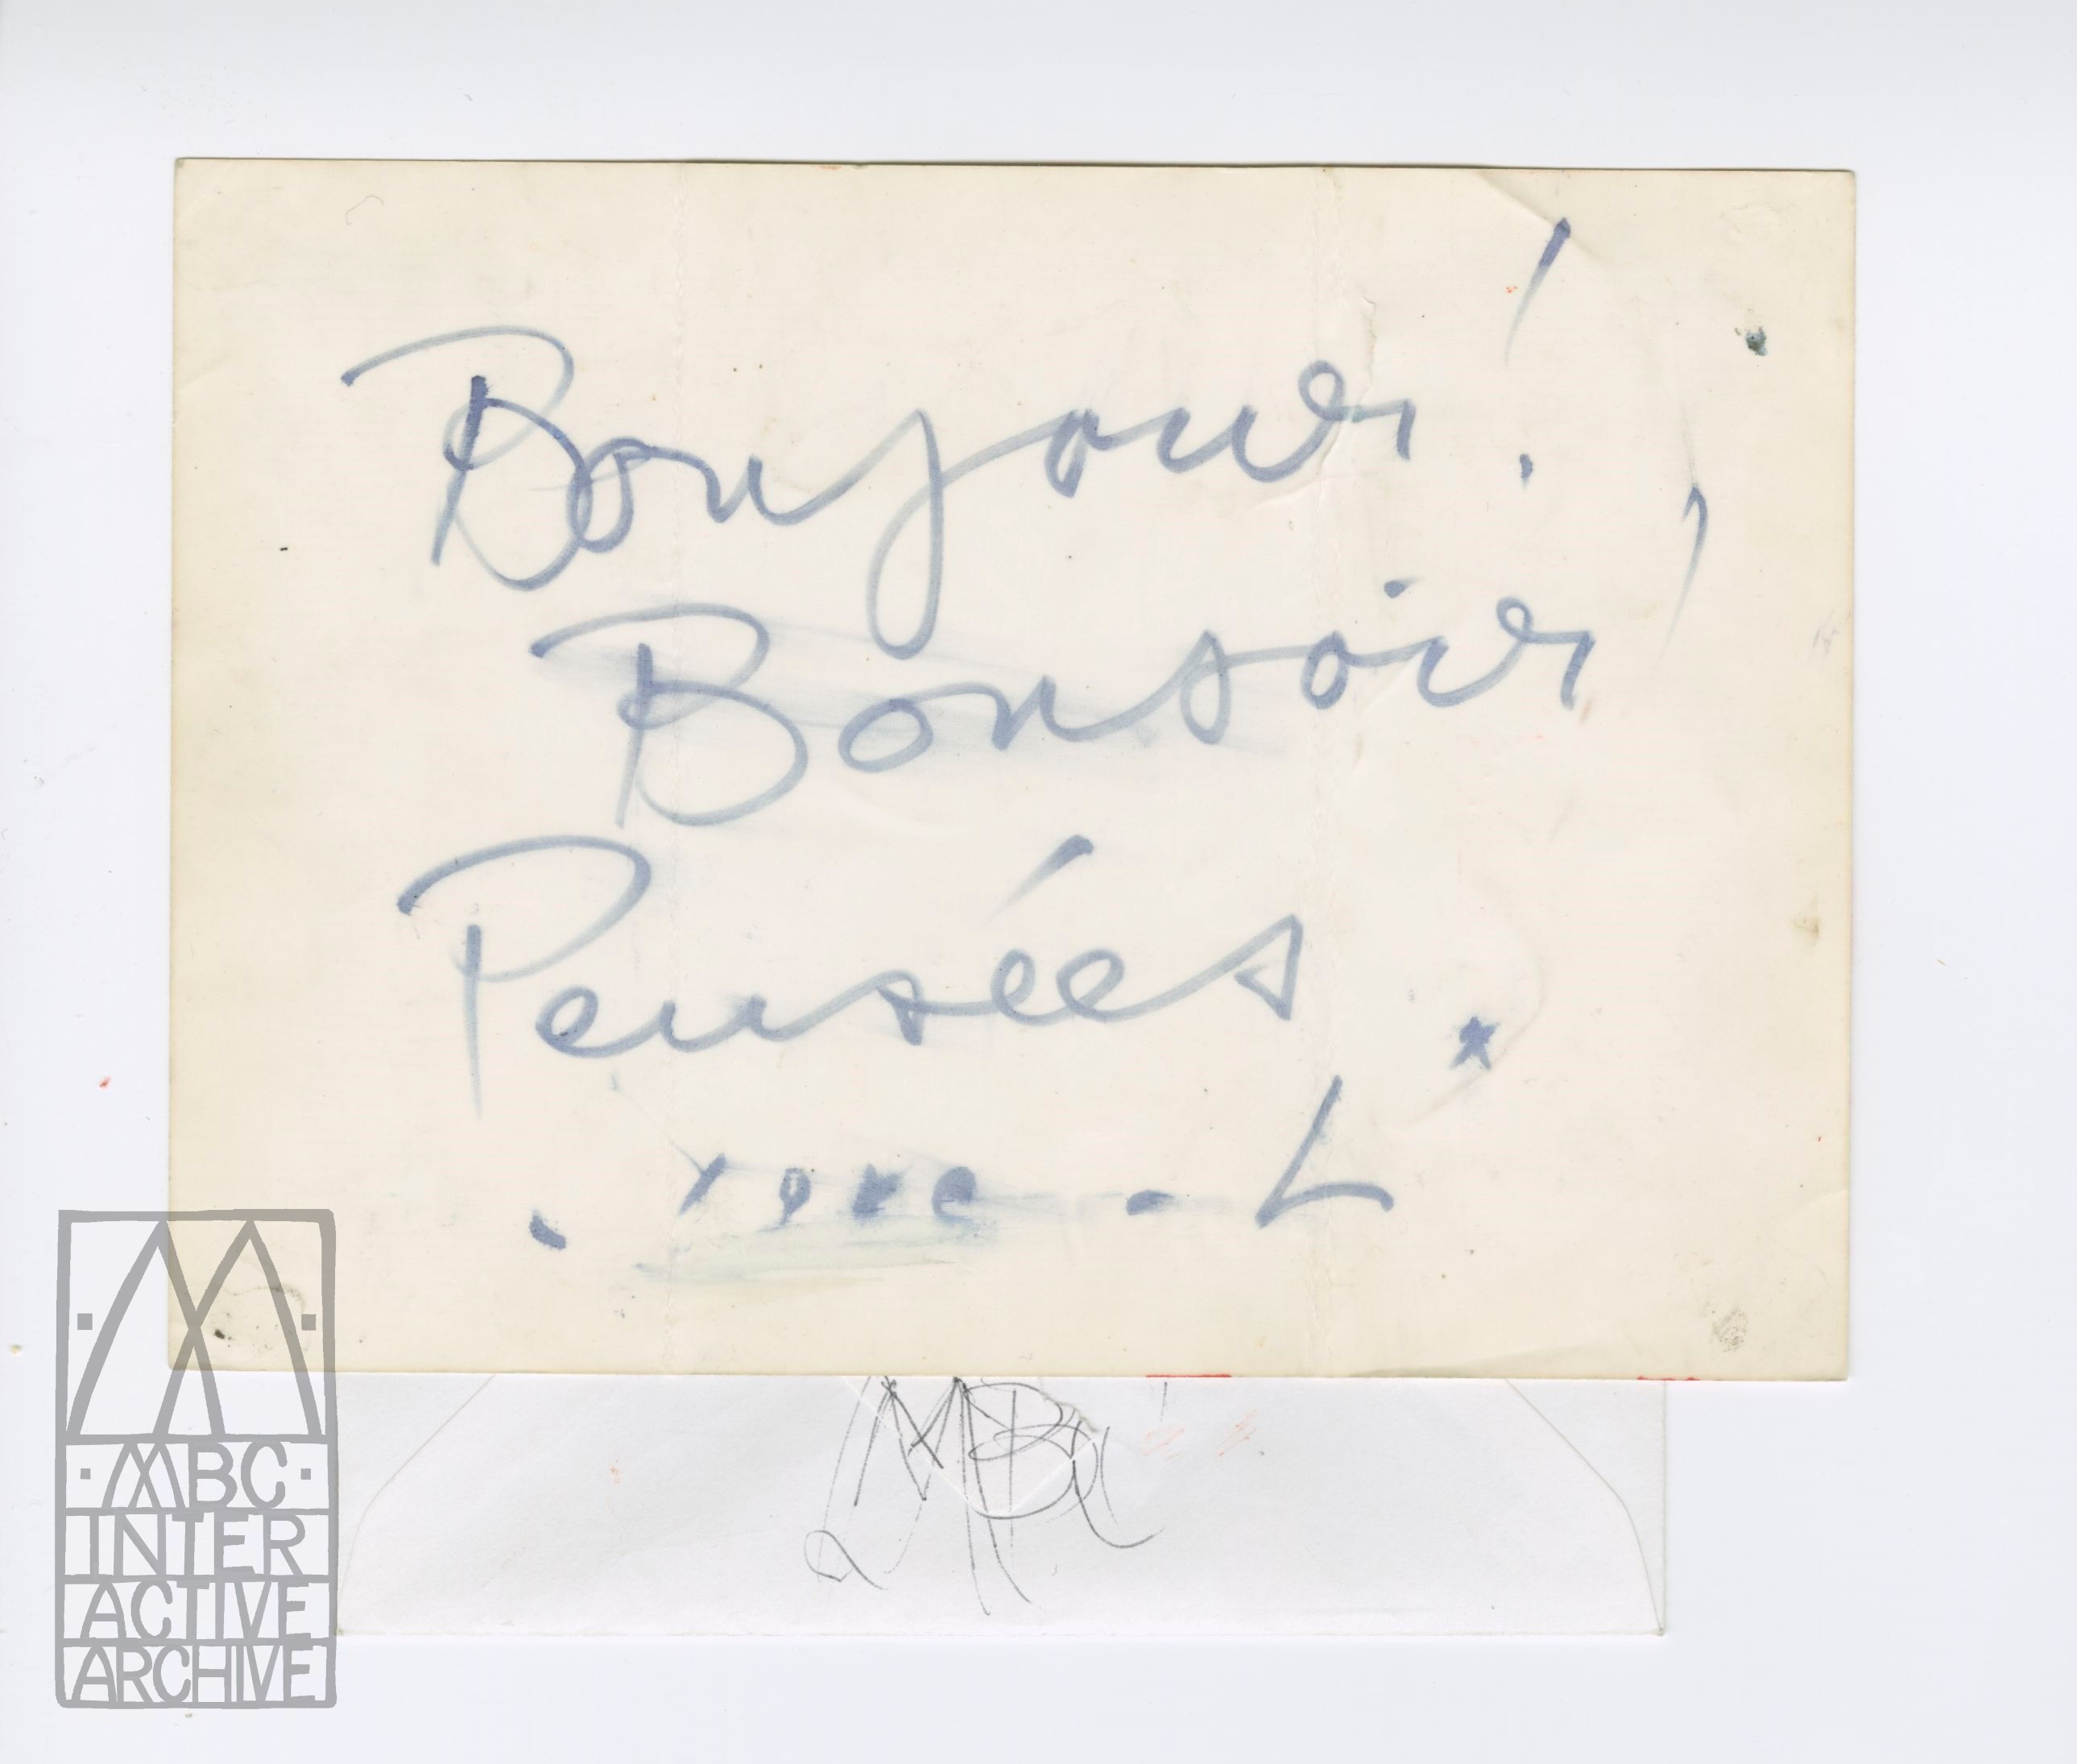 Bonjour!
Bonsoir!
Pensées
L
MBC
INTER
ACTIVE
ARCHIVE